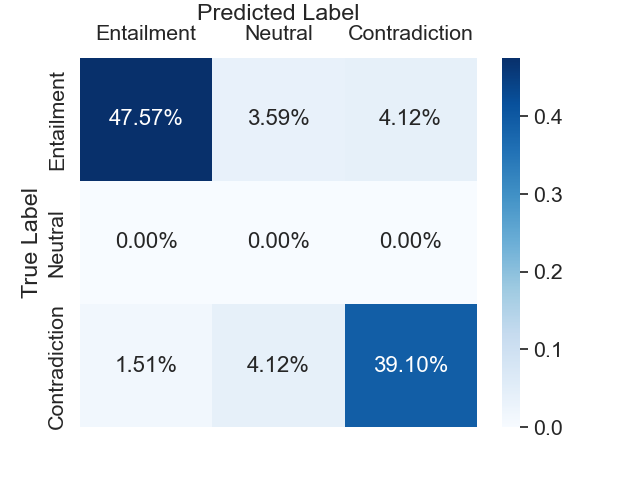 Predicted Label
Entailment Neutral Contradiction
True Label
Entailment
47.57% 3.59% 4.12%
Neutral
0.00% 0.00% 0.00%
Contradiction
1.51% 4.12% 39.10%
0.4
0.3
0.2
0.1
0.0